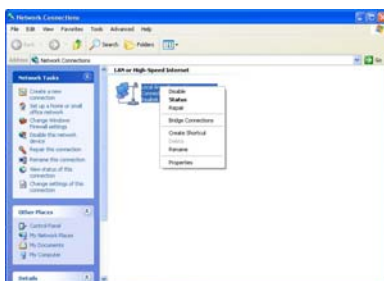 Network Connections
File Edit View Favorites Tools Advanced Help
Back Search Folders
Address Network Connections Go
Network Tasks
Create a new
connection
Set up a home or small
office network
Change Windows
Firewall settings
Disable this network
device
Repair this connection
Rename this connection
View status of this
connection
Change settings of this
connection
Other Places
Control Panel
My Network Places
My Documents
My Computer
Details
LAN or High-Speed Internet
Disable
Status
Repair
Bridge Connections
Create Shortcut
Delete
Rename
Properties